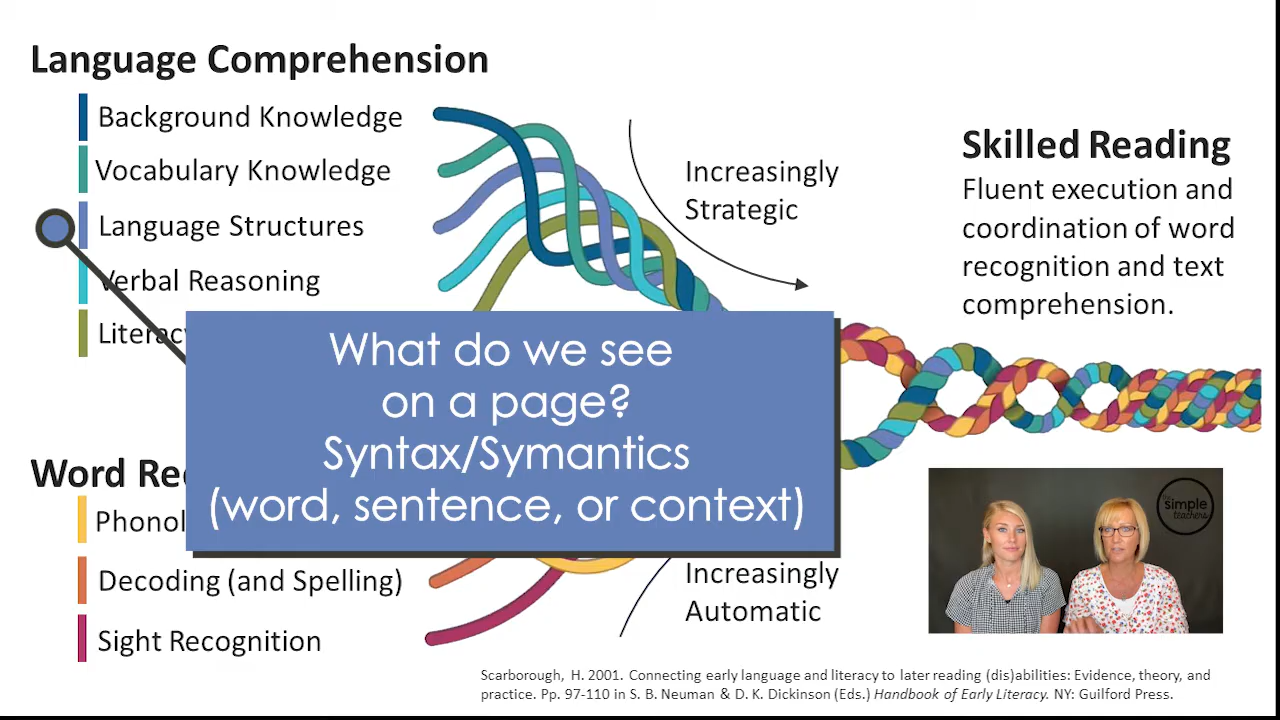 Language Comprehension
Background Knowledge
Vocabulary Knowledge
Language Structures
Verbal Reasoning
Literac
Increasingly
Strategic
Skilled Reading
Fluent execution and
coordination of word
recognition and text
comprehension.
What do we see
on a page?
Syntax/Symantics
(word, sentence, or context)
Word Rec
Phonol
Decoding (and Spelling)
Sight Recognition
Increasingly
Automatic
the
simple
teachers
Scarborough, H. 2001. Connecting early language and literacy to later reading (dis)abilities: Evidence, theory, and
practice. Pp. 97-110 in S. B. Neuman & D. K. Dickinson (Eds.) Handbook of Early Literacy. NY: Guilford Press.